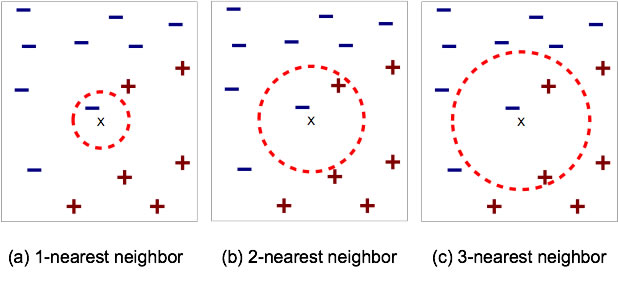 x
x
x
(a) 1-nearest neighbor
(b) 2-nearest neighbor
(c) 3-nearest neighbor